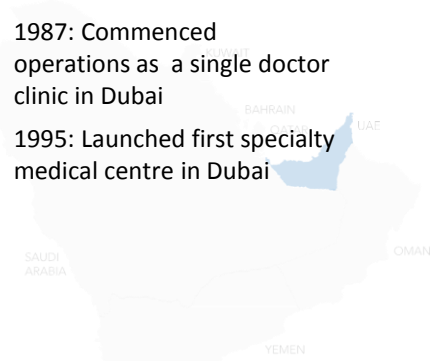 1987: Commenced
KUWAIT
operations as a single doctor
clinic in Dubai
BAHRAIN
QATAR
UAE
1995: Launched first specialty
medical centre in Dubai
SAUDI
ARABIA
OMAN
YEMEN